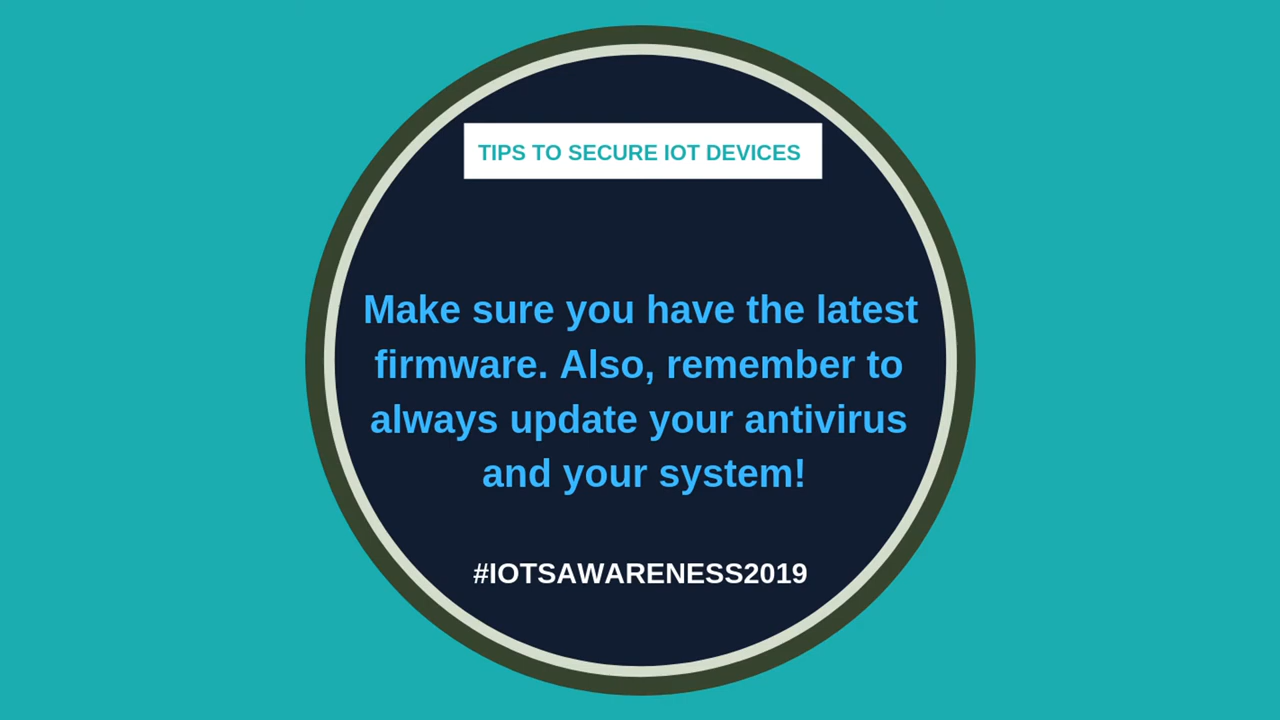 TIPS TO SECURE IOT DEVICES
Make sure you have the latest
firmware. Also, remember to
always update your antivirus
and your system!
#IOTSAWARENESS2019